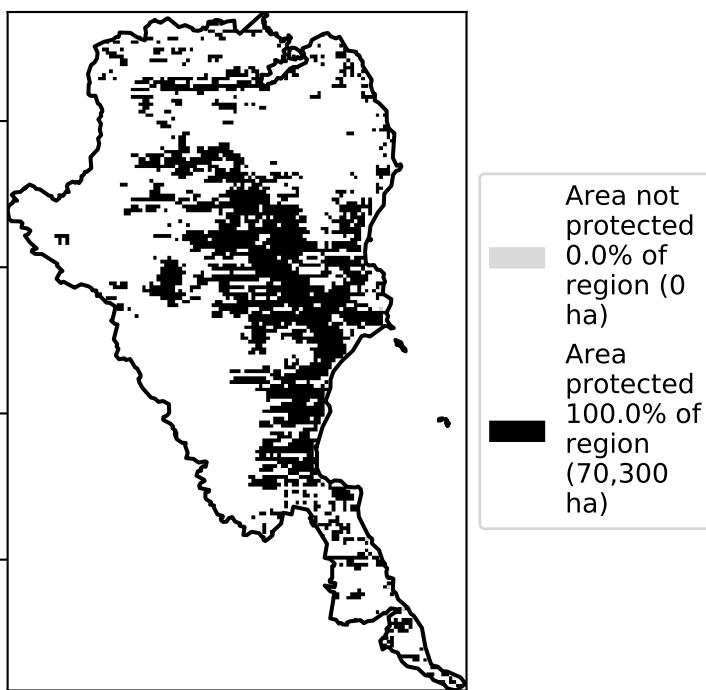 Area not
protected
0.0% of
region (0
ha)
Area
protected
100.0% of
region
(70,300
ha)